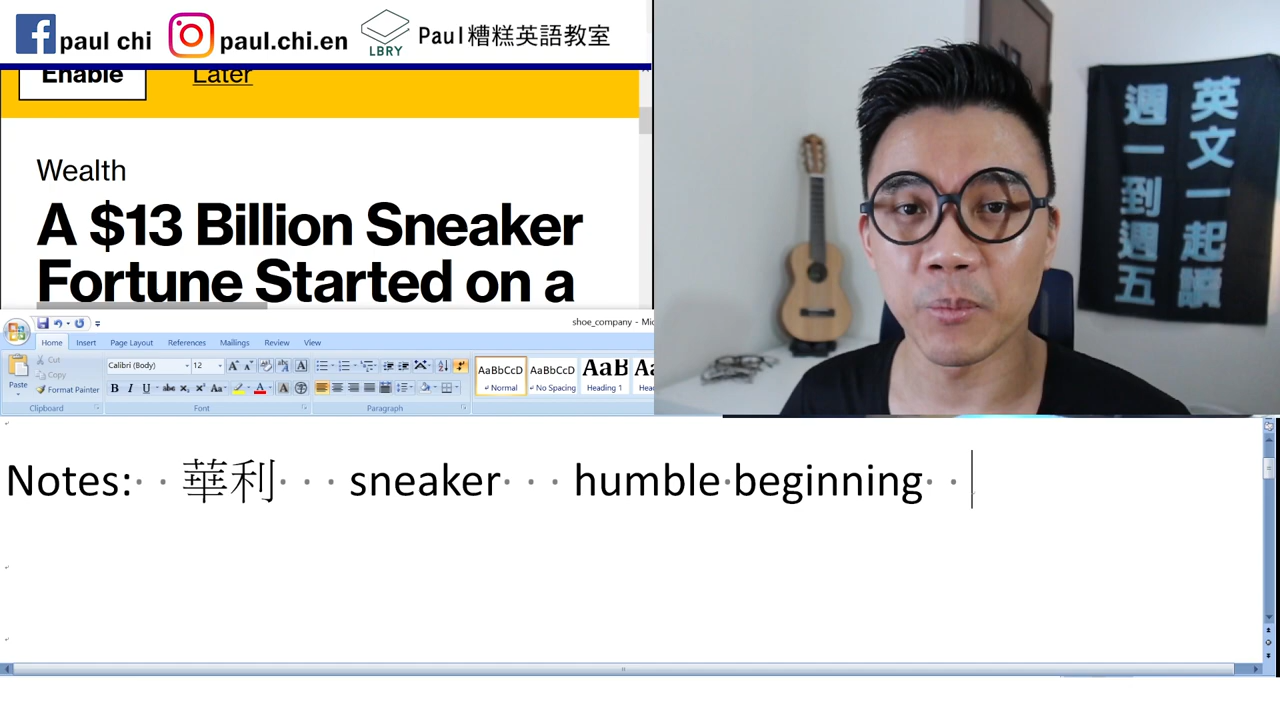 paul chi paul.chi.en LBRY Paul糟糕英語教室
Enable Later
Wealth
A $13 Billion Sneaker
Fortune Started on a
shoe_company - Mic
Home Insert Page Layout References Mailings Review View
Paste
Cut
Copy
Format Painter
Clipboard
Calibri (Body) 12
Font
Paragraph
AaBbCcD AaBbCcD AaB AaB
Normal No Spacing Heading 1 Hea
Notes: 華利 sneaker humble beginning
英文一起讀
週一到週五